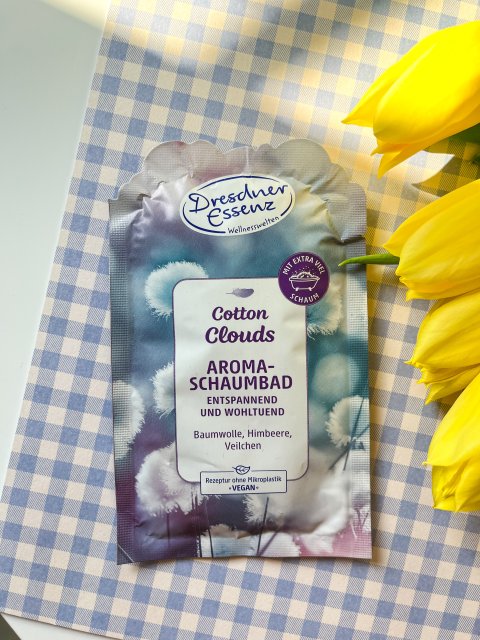 Dresdner
Essenz
Wellnesswelten
MIT EXTRA VIEL
SCHAUM
Cotton
Clouds
AROMA-
SCHAUMBAD
ENTSPANNEND
UND WOHLTUEND
Baumwolle, Himbeere,
Veilchen
Rezeptur ohne Mikroplastik
•VEGAN•